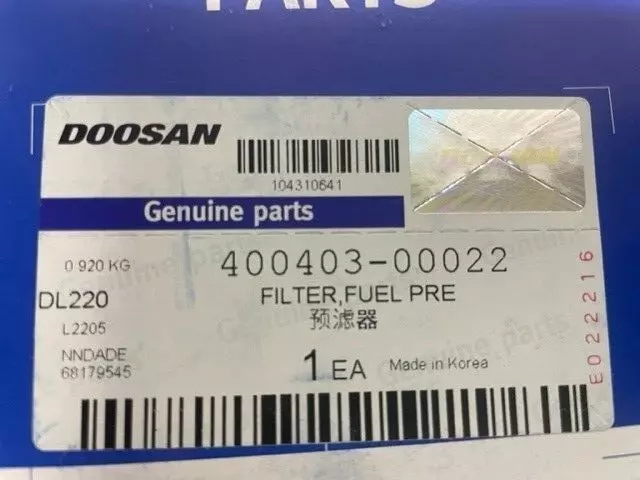 PARTS
DOOSAN
104310641
Genuine parts
0 920 KG
400403-00022
DL220
FILTER,FUEL PRE
L2205
预滤器
NNDADE
68179545
1 EA
Made in Korea
E022216